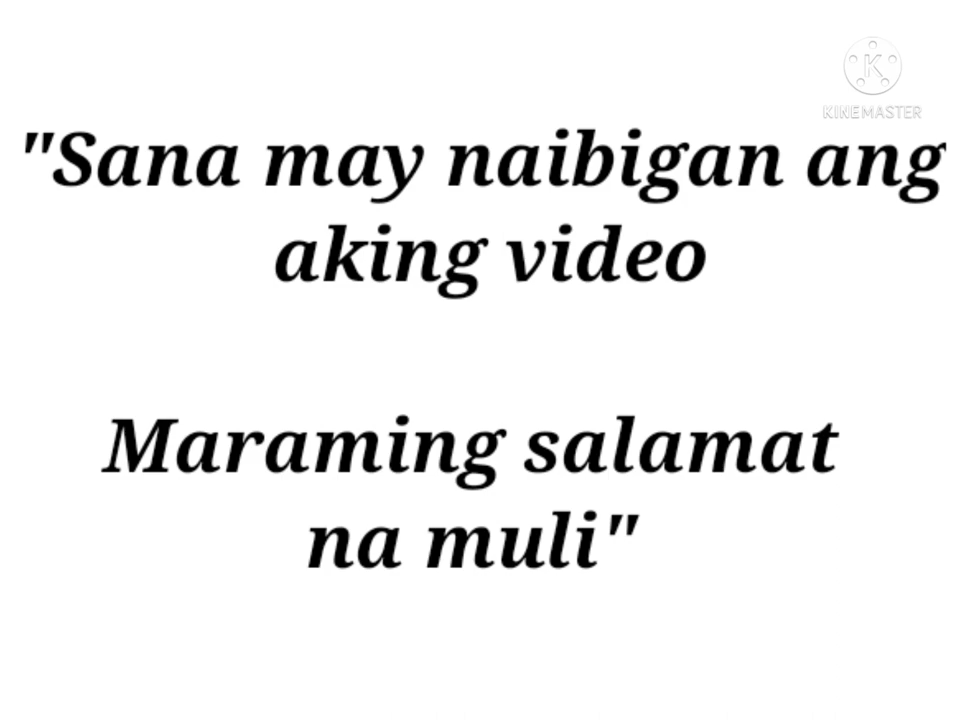 KINEMASTER
"Sana may naibigan ang
aking video
Maraming salamat
na muli"